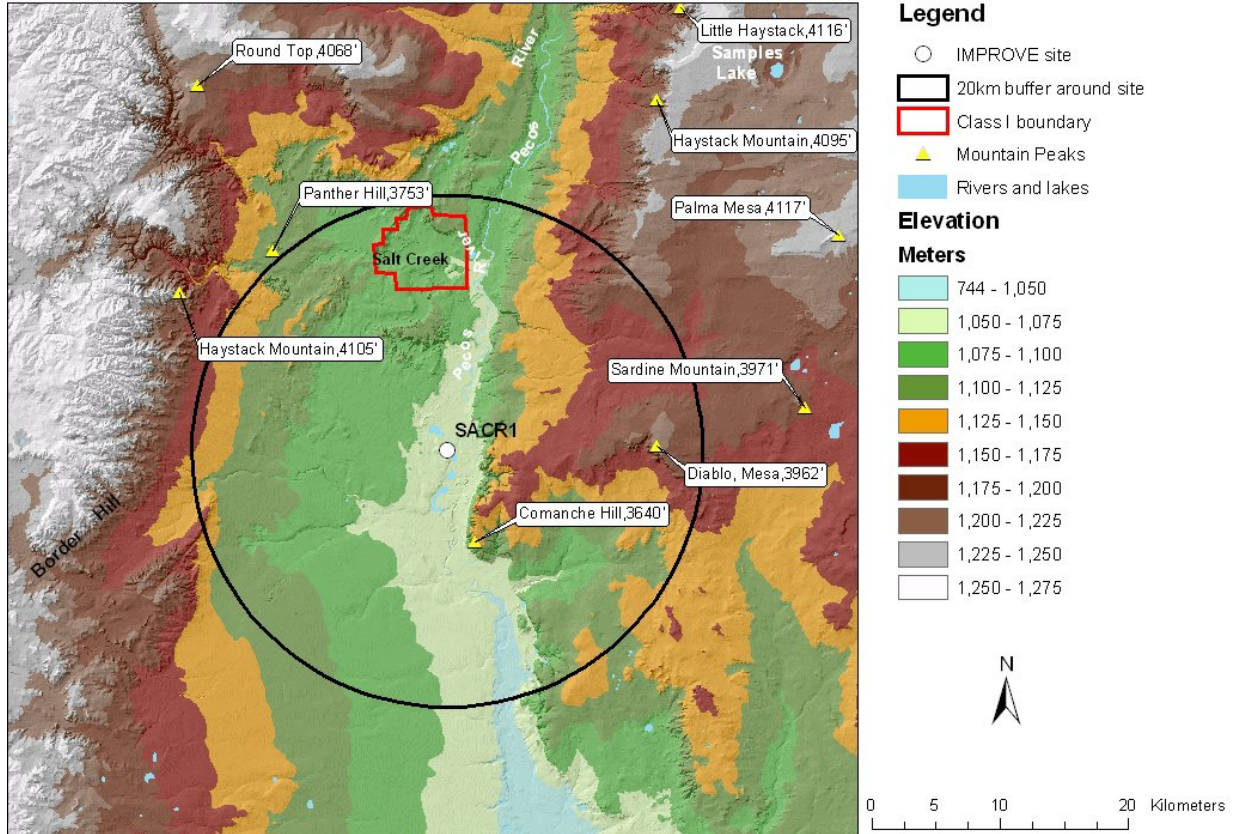 Round Top,4068'
River
Little Haystack,4116'
Samples
Lake
Pecos
Haystack Mountain,4095'
Panther Hill,3753'
Palma Mesa,4117'
River
Salt Creek
Haystack Mountain,4105'
Pecos
Sardine Mountain,3971'
SACR1
Diablo, Mesa,3962'
Comanche Hill,3640'
Border Hill
Legend
IMPROVE site
20km buffer around site
Class I boundary
Mountain Peaks
Rivers and lakes
Elevation
Meters
744 - 1,050
1,050 - 1,075
1,075 - 1,100
1,100 - 1,125
1,125 - 1,150
1,150 - 1,175
1,175 - 1,200
1,200 - 1,225
1,225 - 1,250
1,250 - 1,275
N
0 5 10 20 Kilometers